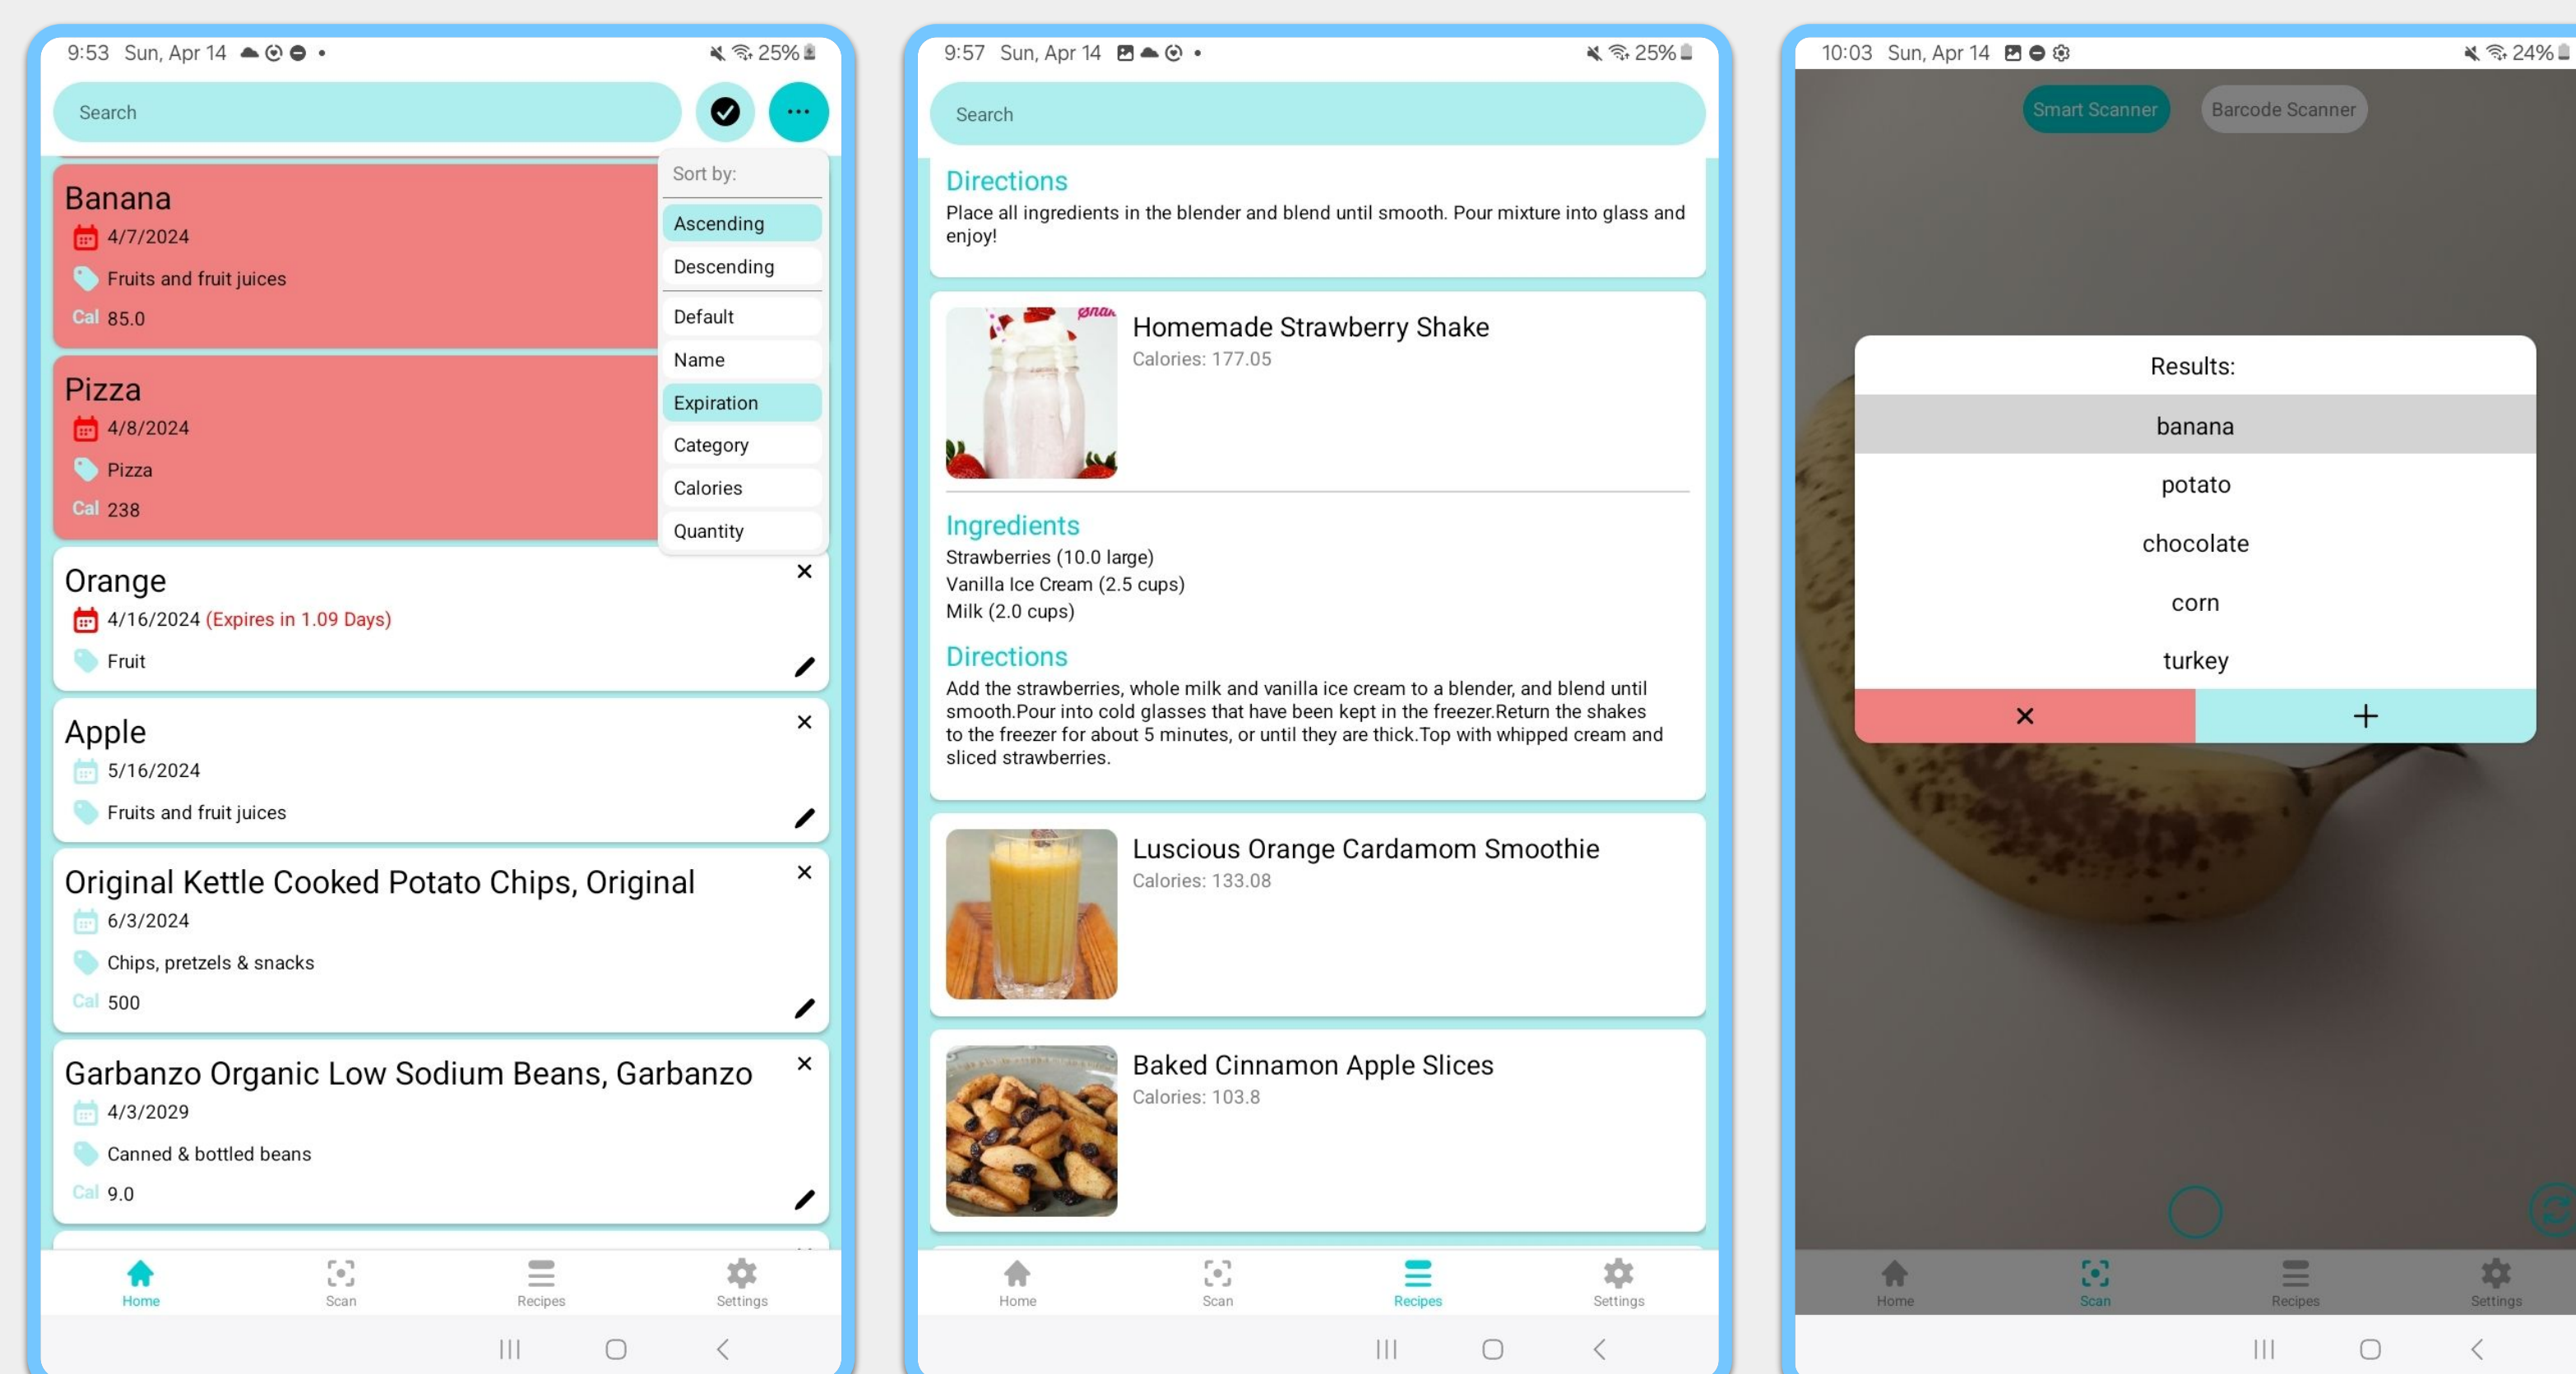 9:53 Sun, Apr 14
25%
Search
Sort by:
Ascending
Descending
Default
Name
Expiration
Category
Calories
Quantity
Banana
4/7/2024
Fruits and fruit juices
Cal 85.0
Pizza
4/8/2024
Pizza
Cal 238
Orange
4/16/2024 (Expires in 1.09 Days)
Fruit
Apple
5/16/2024
Fruits and fruit juices
Original Kettle Cooked Potato Chips, Original
6/3/2024
Chips, pretzels & snacks
Cal 500
Garbanzo Organic Low Sodium Beans, Garbanzo
4/3/2029
Canned & bottled beans
Cal 9.0
Home
Scan
Recipes
Settings
9:57 Sun, Apr 14
25%
Search
Directions
Place all ingredients in the blender and blend until smooth. Pour mixture into glass and
enjoy!
Homemade Strawberry Shake
Calories: 177.05
Ingredients
Strawberries (10.0 large)
Vanilla Ice Cream (2.5 cups)
Milk (2.0 cups)
Directions
Add the strawberries, whole milk and vanilla ice cream to a blender, and blend until
smooth.Pour into cold glasses that have been kept in the freezer.Return the shakes
to the freezer for about 5 minutes, or until they are thick.Top with whipped cream and
sliced strawberries.
Luscious Orange Cardamom Smoothie
Calories: 133.08
Baked Cinnamon Apple Slices
Calories: 103.8
Home
Scan
Recipes
Settings
10:03 Sun, Apr 14
24%
Smart Scanner
Barcode Scanner
Results:
banana
potato
chocolate
corn
turkey
Home
Scan
Recipes
Settings